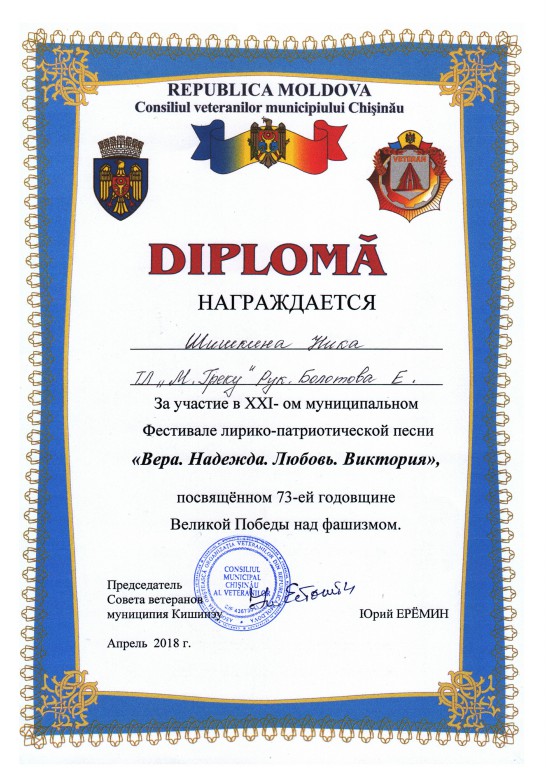 REPUBLICA MOLDOVA
Consiliul veteranilor municipiului Chișinău
VETERAN
DIPLOMĂ
НАГРАЖДАЕТСЯ
Шишкина Ника
ТЛ „М. Греку" Рук. Болотова Е.
За участие в XXI- ом муниципальном
Фестивале лирико-патриотической песни
«Вера. Надежда. Любовь. Виктория»,
посвящённом 73-ей годовщине
Великой Победы над фашизмом.
CONSILIUL
MUNICIPAL
CHIȘINĂU
AL VETERANILOR
Председатель
Совета ветеранов
муниципия Кишинэу
Юрий ЕРЁМИН
Апрель 2018 г.